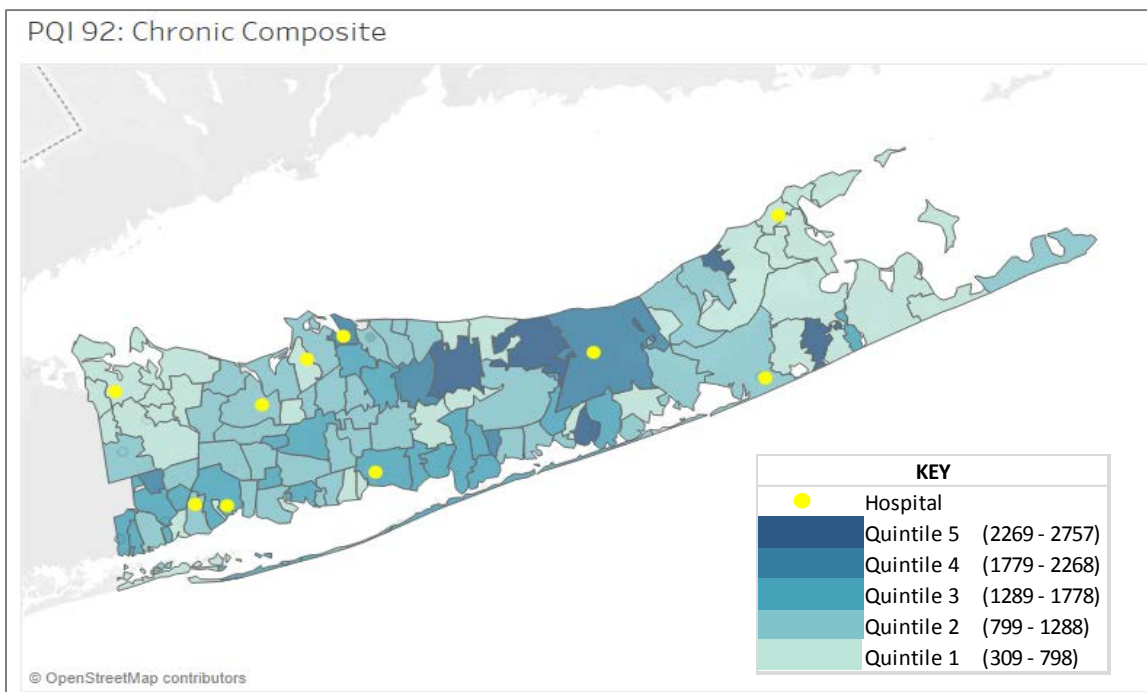 PQI 92: Chronic Composite
KEY
Hospital
Quintile 5 (2269 - 2757)
Quintile 4 (1779 - 2268)
Quintile 3 (1289 - 1778)
Quintile 2 (799 - 1288)
Quintile 1 (309 - 798)
© OpenStreetMap contributors